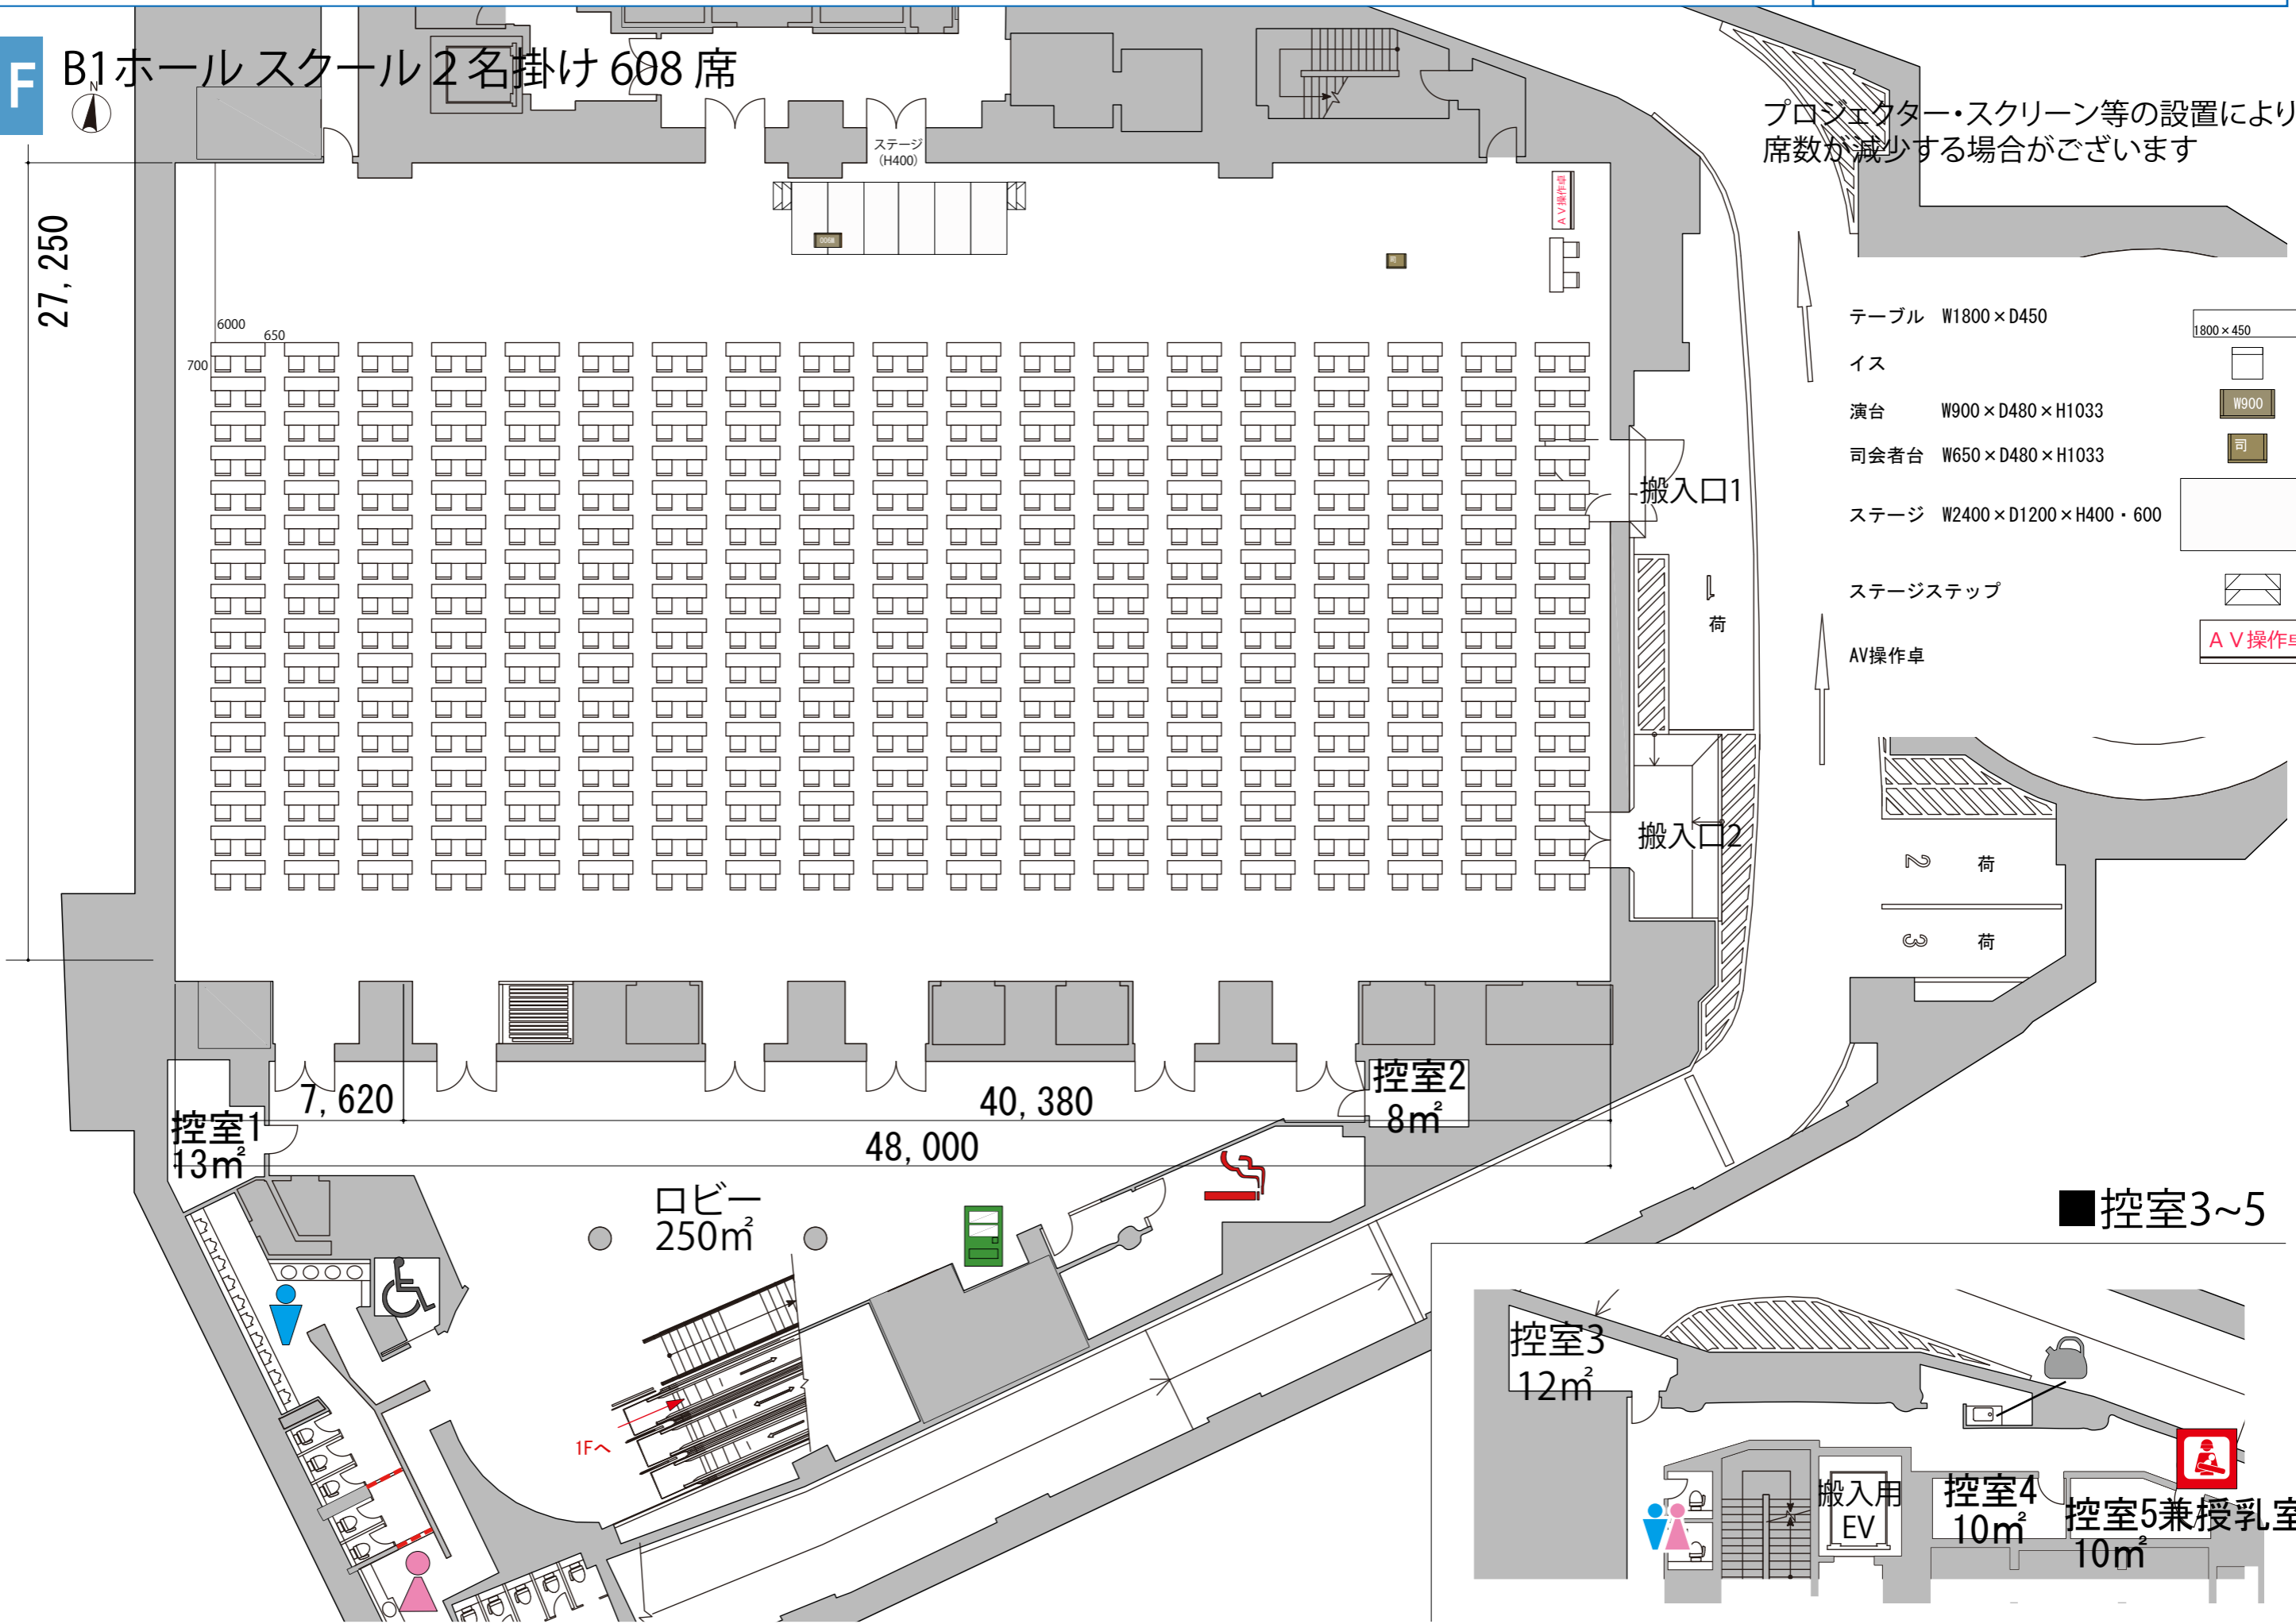 F
B1ホール スクール 2 名掛け 608 席
N
プロジェクター・スクリーン等の設置により
席数が減少する場合がございます
ステージ
(H400)
AV操作卓
司
27,250
6000
650
700
テーブル W1800×D450
1800×450
イス
演台 W900×D480×H1033
W900
司会者台 W650×D480×H1033
司
ステージ W2400×D1200×H400・600
ステージステップ
AV操作卓
AV操作卓
搬入口1
1
荷
搬入口2
2 荷
3 荷
7,620
40,380
48,000
控室1
13㎡
控室2
8㎡
ロビー
250㎡
1Fへ
■控室3~5
控室3
12㎡
搬入用
EV
控室4
10㎡
控室5兼授乳室
10㎡